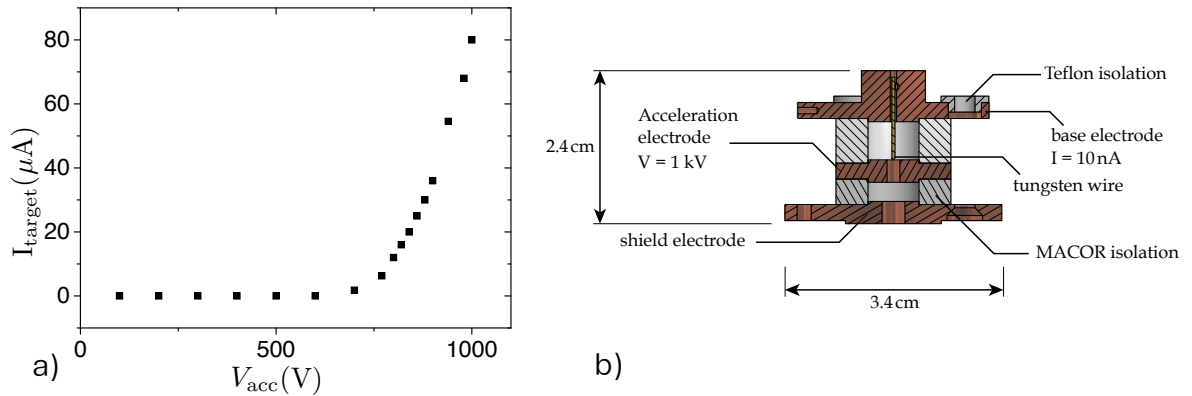 I_target(μA)
80
60
40
20
0
0
500
1000
V_acc(V)
a)
Teflon isolation
Acceleration
electrode
V = 1 kV
2.4 cm
base electrode
I = 10 nA
tungsten wire
shield electrode
MACOR isolation
3.4 cm
b)